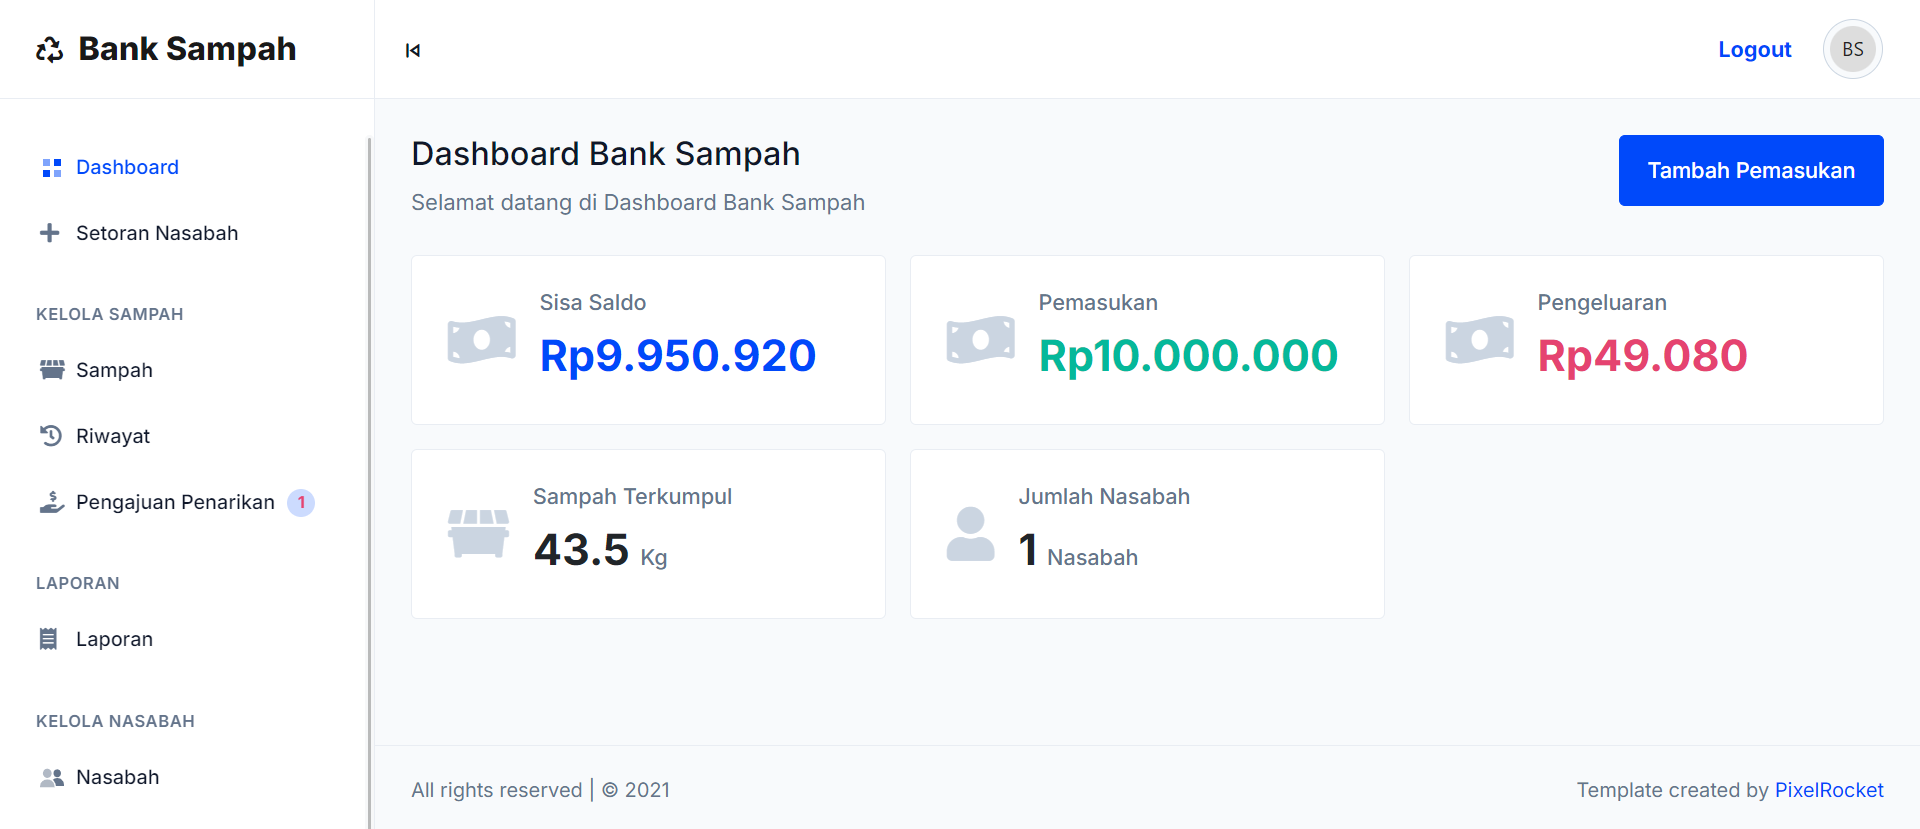 Bank Sampah
Logout
BS
Dashboard
Setoran Nasabah
KELOLA SAMPAH
Sampah
Riwayat
Pengajuan Penarikan 1
LAPORAN
Laporan
KELOLA NASABAH
Nasabah
Dashboard Bank Sampah
Selamat datang di Dashboard Bank Sampah
Tambah Pemasukan
Sisa Saldo
Rp9.950.920
Pemasukan
Rp10.000.000
Pengeluaran
Rp49.080
Sampah Terkumpul
43.5 Kg
Jumlah Nasabah
1 Nasabah
All rights reserved | © 2021
Template created by PixelRocket